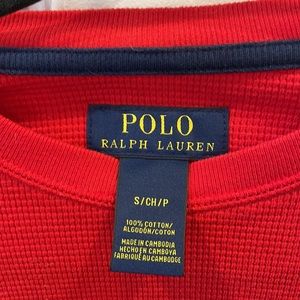 POLO
RALPH LAUREN
S/CH/P
100% COTTON/
ALGODÓN/COTON
MADE IN CAMBODIA
HECHO EN CAMBOYA
FABRIQUÉ AU CAMBODGE